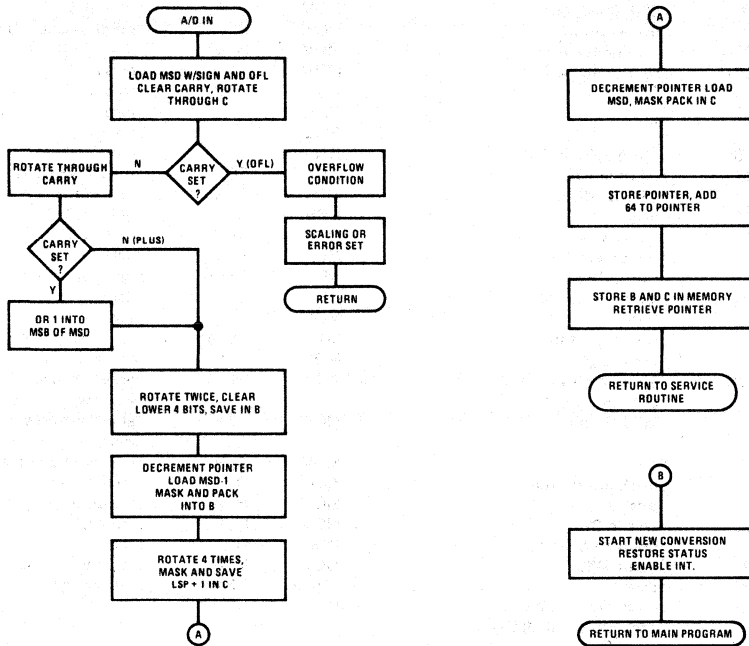 A/D IN
LOAD MSD W/SIGN AND OFL
CLEAR CARRY, ROTATE
THROUGH C
CARRY
SET
?
N
Y (OFL)
ROTATE THROUGH
CARRY
OVERFLOW
CONDITION
CARRY
SET
?
N (PLUS)
Y
SCALING OR
ERROR SET
RETURN
OR 1 INTO
MSB OF MSD
ROTATE TWICE, CLEAR
LOWER 4 BITS, SAVE IN B
DECREMENT POINTER
LOAD MSD-1
MASK AND PACK
INTO B
ROTATE 4 TIMES,
MASK AND SAVE
LSP + 1 IN C
A
A
DECREMENT POINTER LOAD
MSD, MASK PACK IN C
STORE POINTER, ADD
64 TO POINTER
STORE B AND C IN MEMORY
RETRIEVE POINTER
RETURN TO SERVICE
ROUTINE
B
START NEW CONVERSION
RESTORE STATUS
ENABLE INT.
RETURN TO MAIN PROGRAM